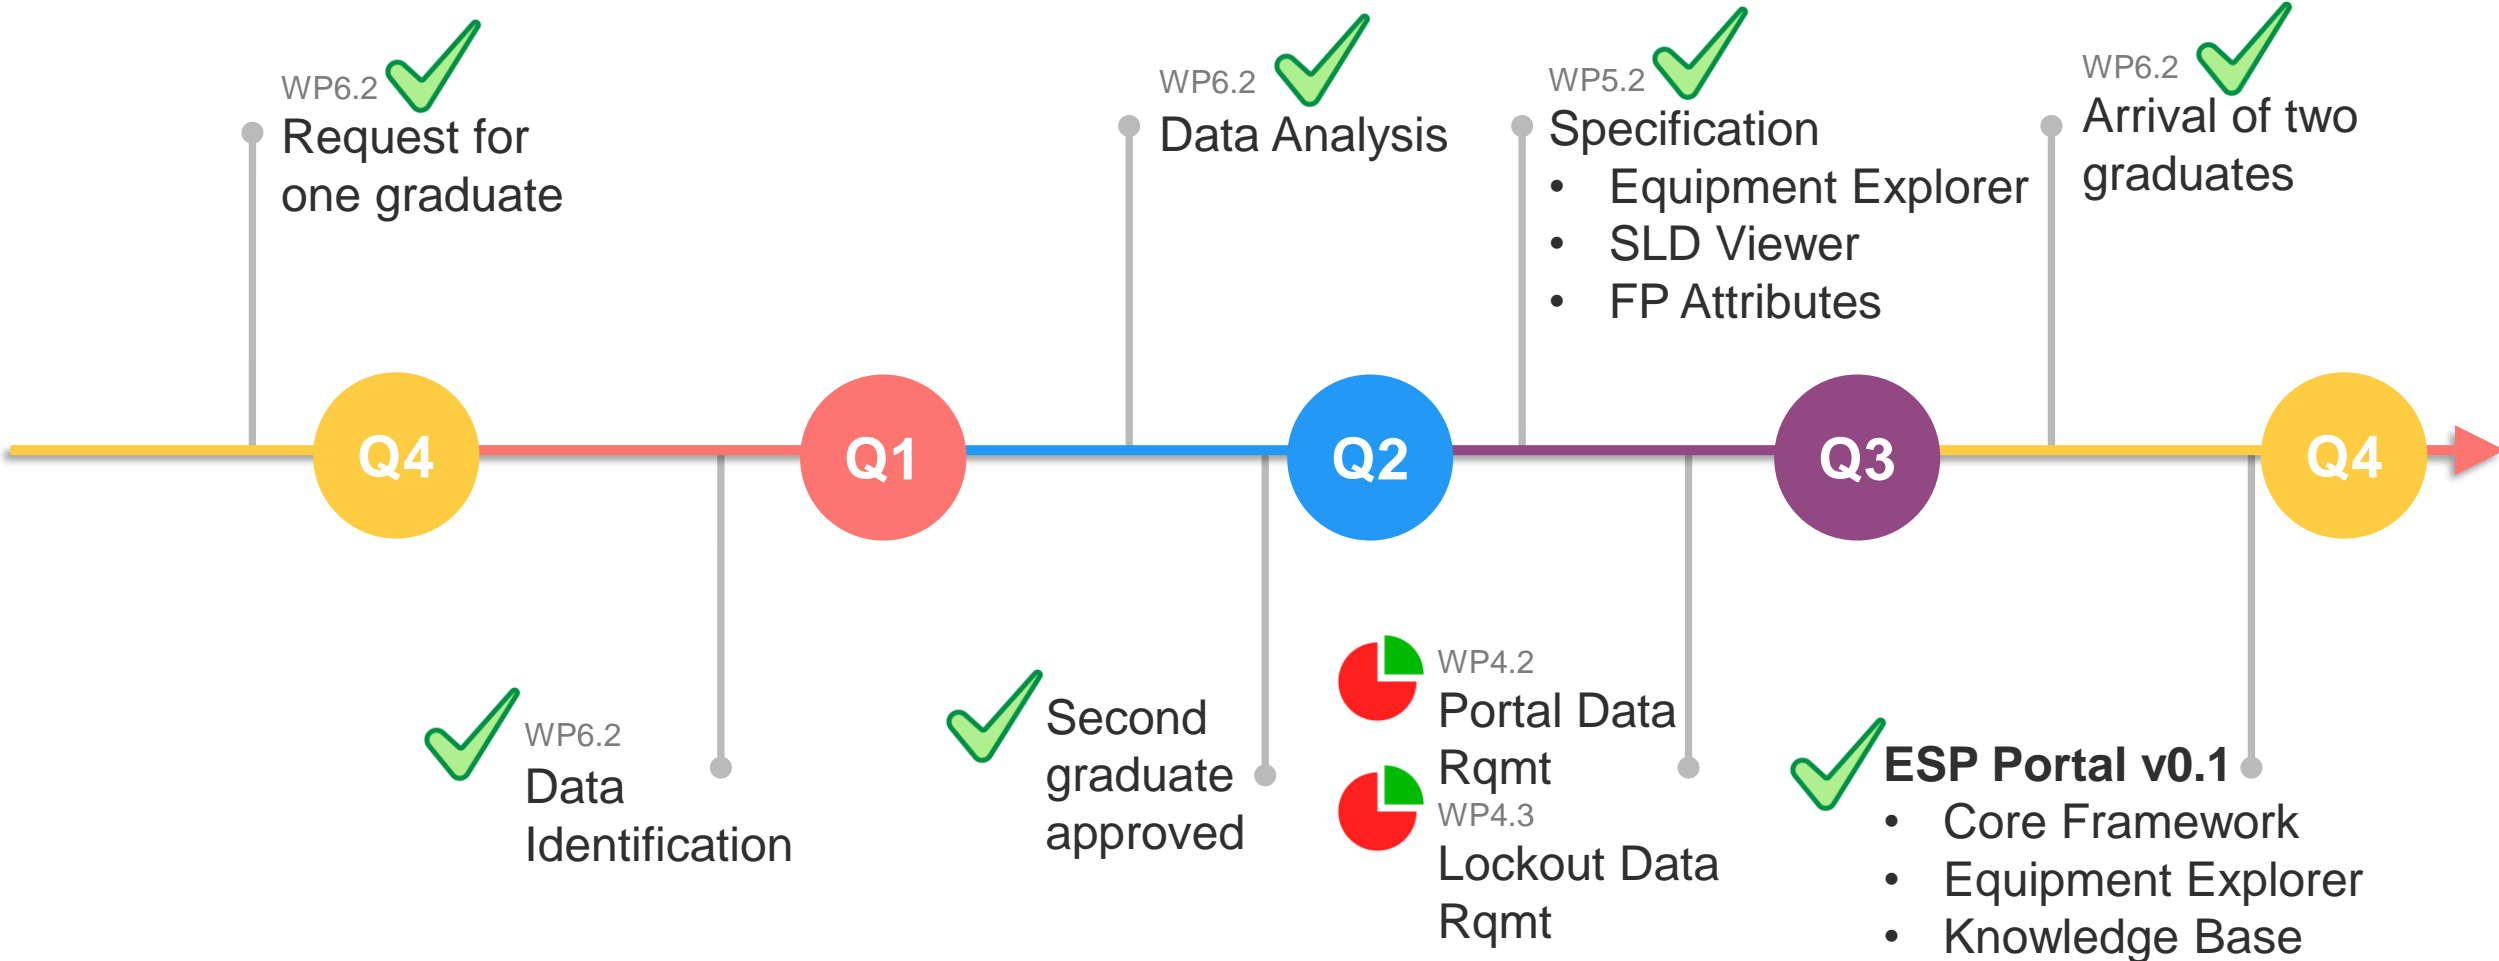 WP6.2
Request for
one graduate
WP6.2
Data Analysis
WP5.2
Specification
• Equipment Explorer
• SLD Viewer
• FP Attributes
WP6.2
Arrival of two
graduates
Q4
Q1
Q2
Q3
Q4
WP6.2
Data
Identification
Second
graduate
approved
WP4.2
Portal Data
Rqmt
WP4.3
Lockout Data
Rqmt
ESP Portal v0.1
• Core Framework
• Equipment Explorer
• Knowledge Base